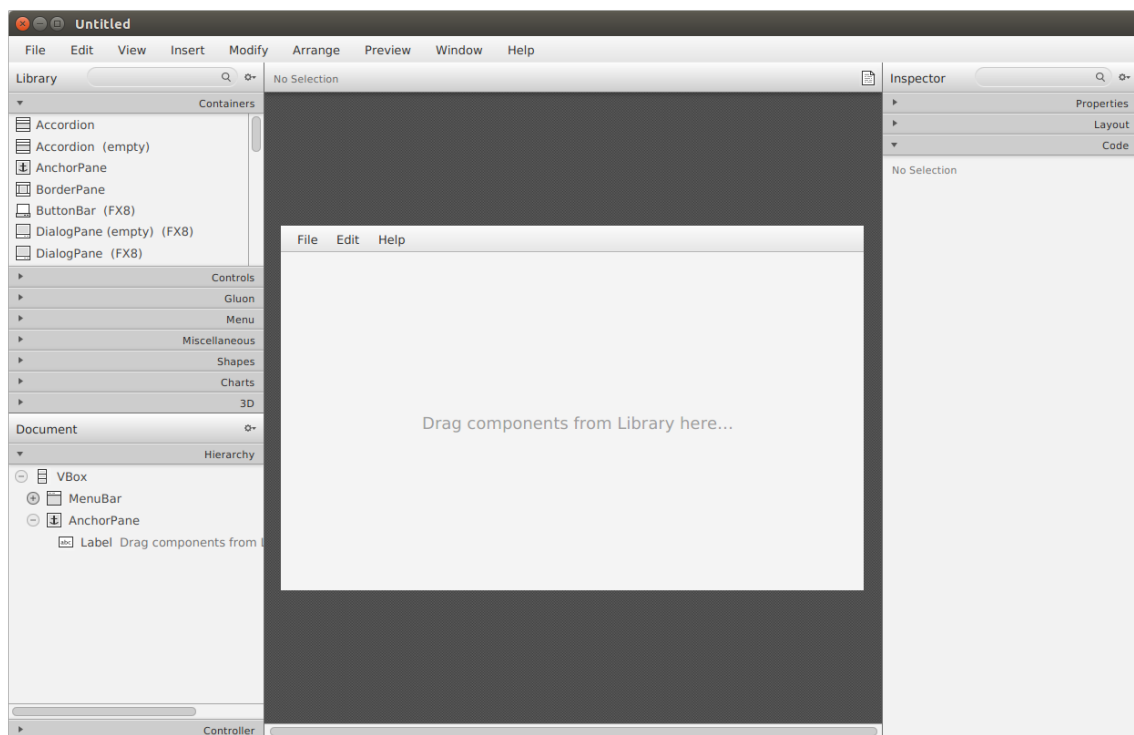 Untitled
File Edit View Insert Modify Arrange Preview Window Help
Library
Containers
Accordion
Accordion (empty)
AnchorPane
BorderPane
ButtonBar (FX8)
DialogPane (empty) (FX8)
DialogPane (FX8)
Controls
Gluon
Menu
Miscellaneous
Shapes
Charts
3D
Document
Hierarchy
VBox
MenuBar
AnchorPane
abc Label Drag components from L
Controller
No Selection
File Edit Help
Drag components from Library here...
Inspector
Properties
Layout
Code
No Selection